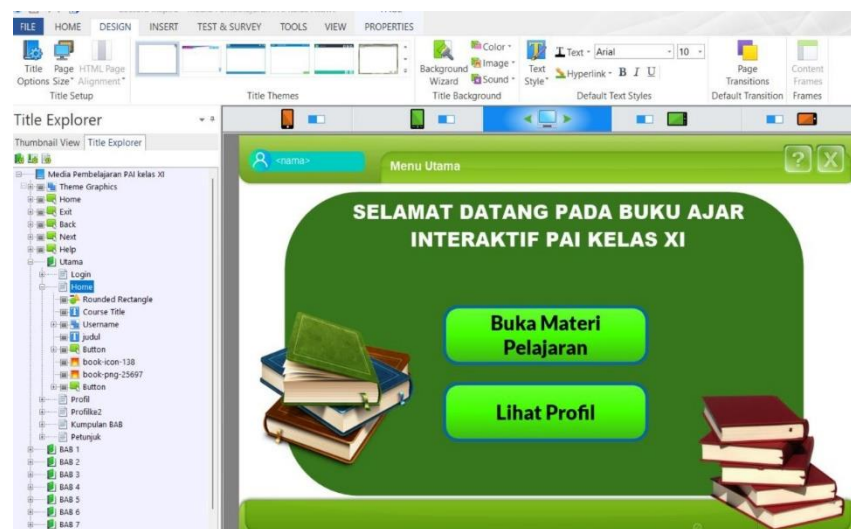 FILE HOME DESIGN INSERT TEST & SURVEY TOOLS VIEW PROPERTIES
Title Options
Page Size
HTML Page Alignment
Title Setup
Title Themes
Background Wizard
Color
Image
Sound
Title Background
Text Style
Text - Arial 10
Hyperlink - B I U
Default Text Styles
Page Transitions
Default Transition
Content Frames
Frames
Title Explorer
Thumbnail View Title Explorer
Media Pembelajaran PAI kelas XI
Theme Graphics
Home
Exit
Back
Next
Help
Utama
Login
Home
Rounded Rectangle
Course Title
Username
judul
Button
book-icon-138
book-png-25697
Button
Profil
Profilke2
Kumpulan BAB
Petunjuk
BAB 1
BAB 2
BAB 3
BAB 4
BAB 5
BAB 6
BAB 7
<nama>
Menu Utama
? X
SELAMAT DATANG PADA BUKU AJAR
INTERAKTIF PAI KELAS XI
Buka Materi
Pelajaran
Lihat Profil